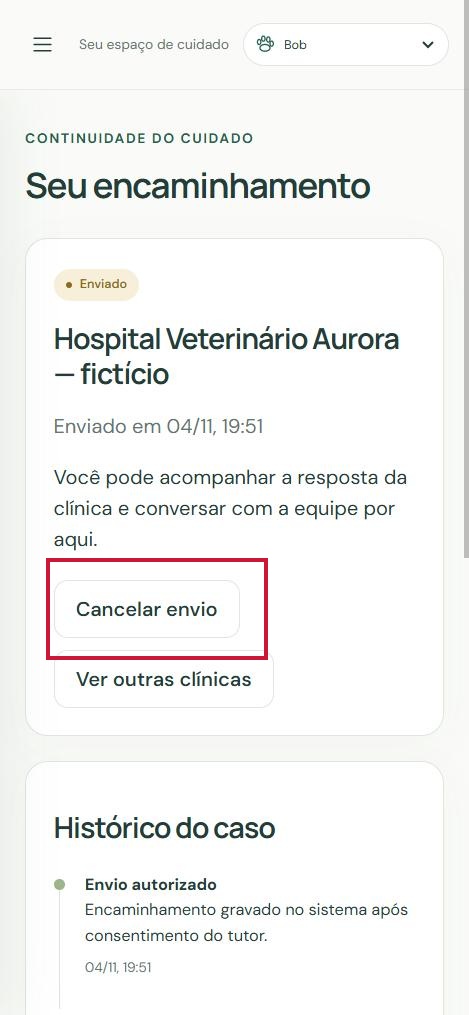 Seu espaço de cuidado
Bob
CONTINUIDADE DO CUIDADO
Seu encaminhamento
Enviado
Hospital Veterinário Aurora
— fictício
Enviado em 04/11, 19:51
Você pode acompanhar a resposta da
clínica e conversar com a equipe por
aqui.
Cancelar envio
Ver outras clínicas
Histórico do caso
Envio autorizado
Encaminhamento gravado no sistema após
consentimento do tutor.
04/11, 19:51